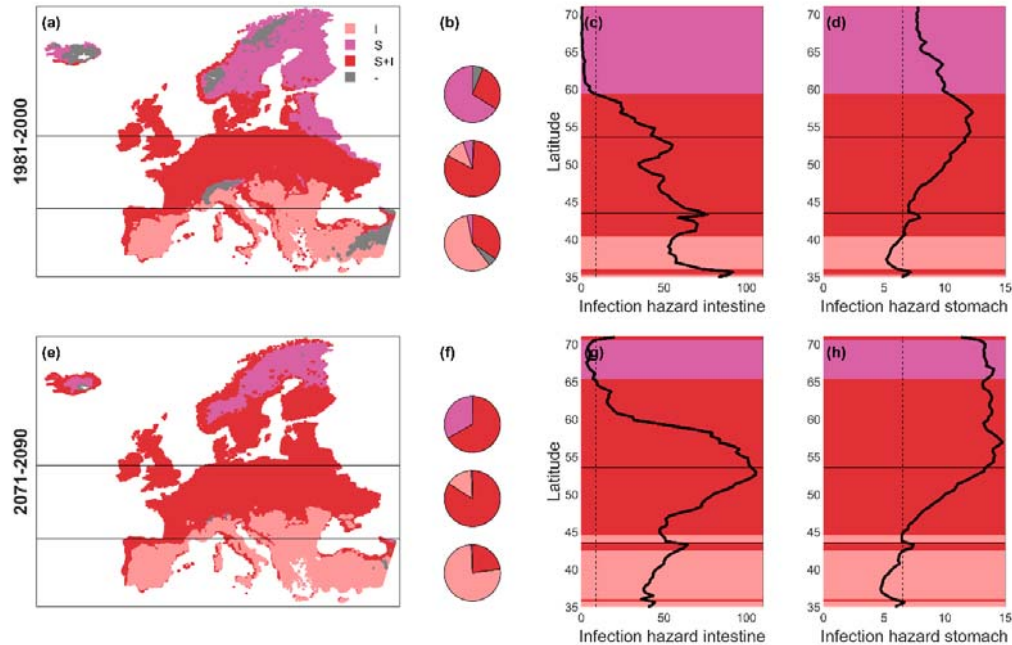 (a)
I
S
S+I
-
1981-2000
(b)
(c)
70
65
60
55
50
45
40
35
Latitude
0 50 100
Infection hazard intestine
(d)
70
65
60
55
50
45
40
35
0 5 10 15
Infection hazard stomach
(e)
2071-2090
(f)
(g)
70
65
60
55
50
45
40
35
Latitude
0 50 100
Infection hazard intestine
(h)
70
65
60
55
50
45
40
35
0 5 10 15
Infection hazard stomach